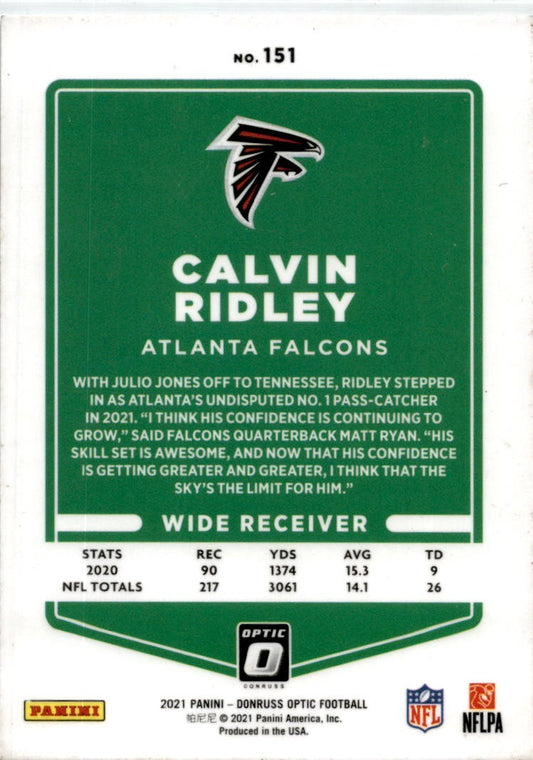 NO. 151
CALVIN
RIDLEY
ATLANTA FALCONS
WITH JULIO JONES OFF TO TENNESSEE, RIDLEY STEPPED
IN AS ATLANTA'S UNDISPUTED NO. 1 PASS-CATCHER
IN 2021. "I THINK HIS CONFIDENCE IS CONTINUING TO
GROW," SAID FALCONS QUARTERBACK MATT RYAN. "HIS
SKILL SET IS AWESOME, AND NOW THAT HIS CONFIDENCE
IS GETTING GREATER AND GREATER, I THINK THAT THE
SKY'S THE LIMIT FOR HIM."
WIDE RECEIVER
STATS REC YDS AVG TD
2020 90 1374 15.3 9
NFL TOTALS 217 3061 14.1 26
OPTIC
O
DONRUSS
PANINI
2021 PANINI – DONRUSS OPTIC FOOTBALL
帕尼尼 © 2021 Panini America, Inc.
Produced in the USA.
NFL
NFLPA